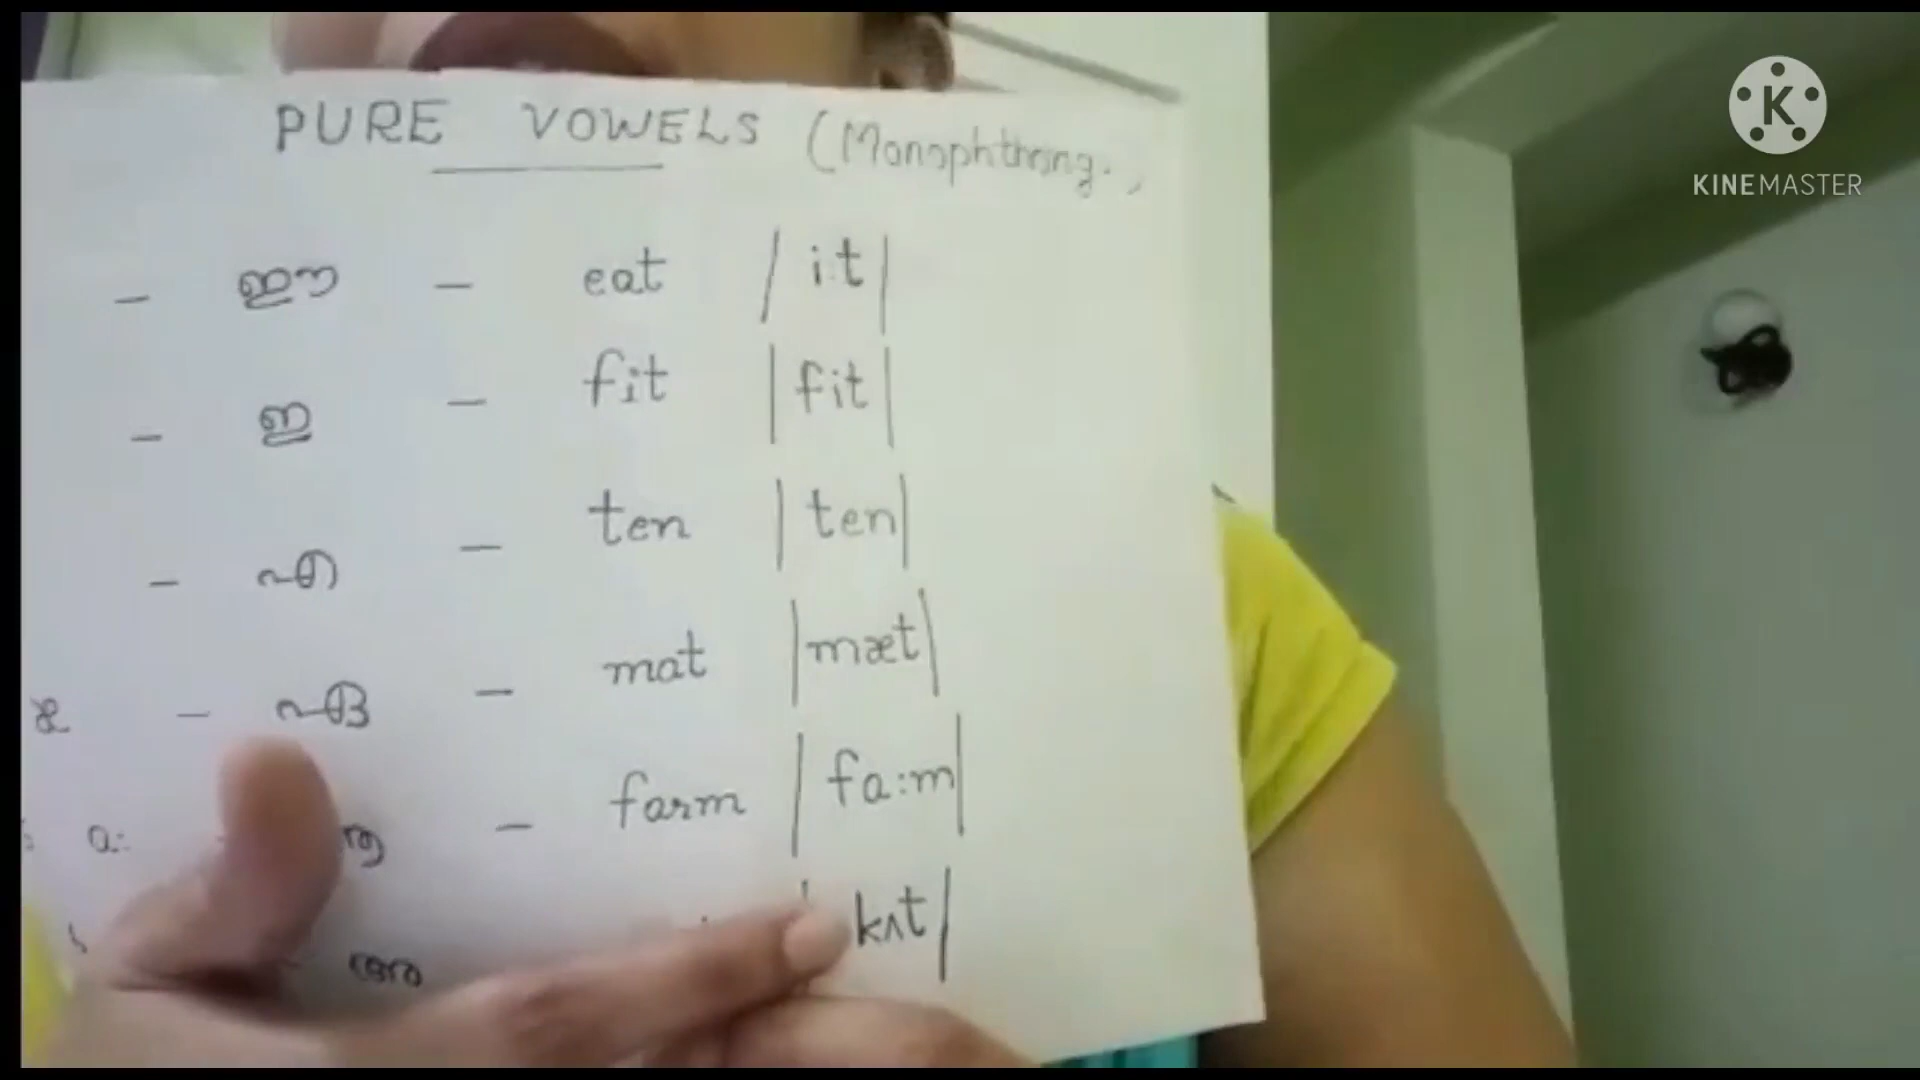 PURE VOWELS (Monophthong.
K
KINEMASTER
- ഈ - eat / i:t /
- ഇ - fit / fit /
- എ - ten / ten /
æ - ഏ - mat / mæt /
a: - farm / fa:m /
അ kʌt /